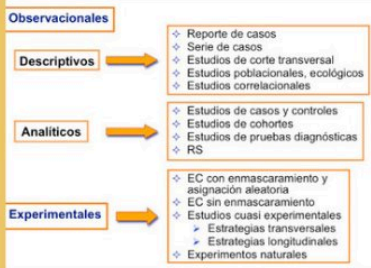 Observacionales
Descriptivos
Reporte de casos
Serie de casos
Estudios de corte transversal
Estudios poblacionales, ecológicos
Estudios correlacionales
Analíticos
Estudios de casos y controles
Estudios de cohortes
Estudios de pruebas diagnósticas
RS
Experimentales
EC con enmascaramiento y
asignación aleatoria
EC sin enmascaramiento
Estudios cuasi experimentales
Estrategias transversales
Estrategias longitudinales
Experimentos naturales